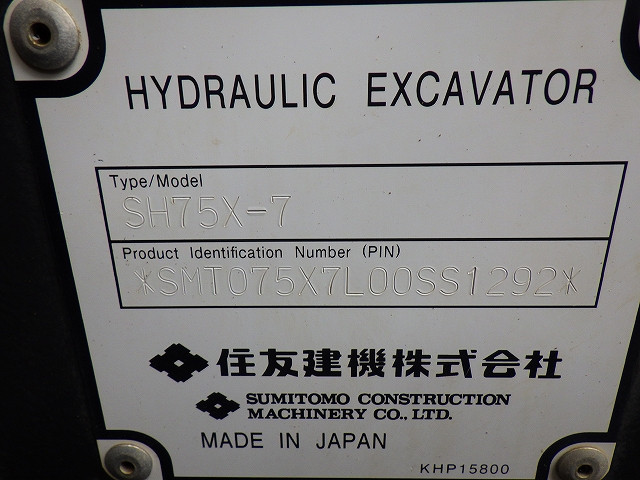 HYDRAULIC EXCAVATOR
Type/Model
SH75X-7
Product Identification Number (PIN)
*SMT075X7L00SS1292*
住友建機株式会社
SUMITOMO CONSTRUCTION
MACHINERY CO., LTD.
MADE IN JAPAN
KHP15800